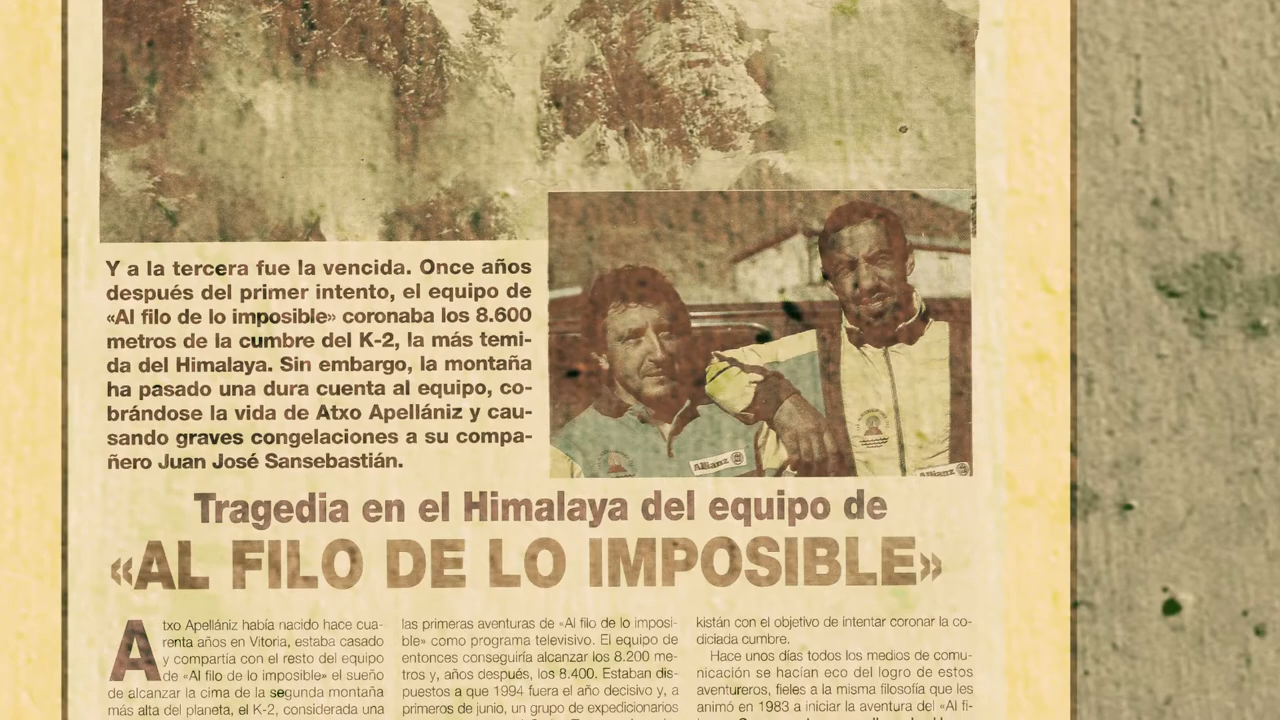 Y a la tercera fue la vencida. Once años
después del primer intento, el equipo de
«Al filo de lo imposible» coronaba los 8.600
metros de la cumbre del K-2, la más temi-
da del Himalaya. Sin embargo, la montaña
ha pasado una dura cuenta al equipo, co-
brándose la vida de Atxo Apellániz y cau-
sando graves congelaciones a su compa-
ñero Juan José Sansebastián.
Allianz
Allianz
Tragedia en el Himalaya del equipo de
«AL FILO DE LO IMPOSIBLE»
Atxo Apellániz había nacido hace cua-
renta años en Vitoria, estaba casado
y compartía con el resto del equipo
de «Al filo de lo imposible» el sueño
de alcanzar la cima de la segunda montaña
más alta del planeta, el K-2, considerada una
las primeras aventuras de «Al filo de lo imposi-
ble» como programa televisivo. El equipo de
entonces conseguiría alcanzar los 8.200 me-
tros y, años después, los 8.400. Estaban dis-
puestos a que 1994 fuera el año decisivo y, a
primeros de junio, un grupo de expedicionarios
kistán con el objetivo de intentar coronar la co-
diciada cumbre.
Hace unos días todos los medios de comu-
nicación se hacían eco del logro de estos
aventureros, fieles a la misma filosofía que les
animó en 1983 a iniciar la aventura del «Al fi-